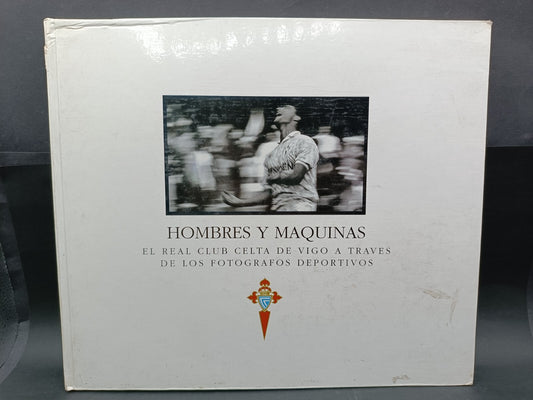 HOMBRES Y MAQUINAS
EL REAL CLUB CELTA DE VIGO A TRAVES
DE LOS FOTOGRAFOS DEPORTIVOS